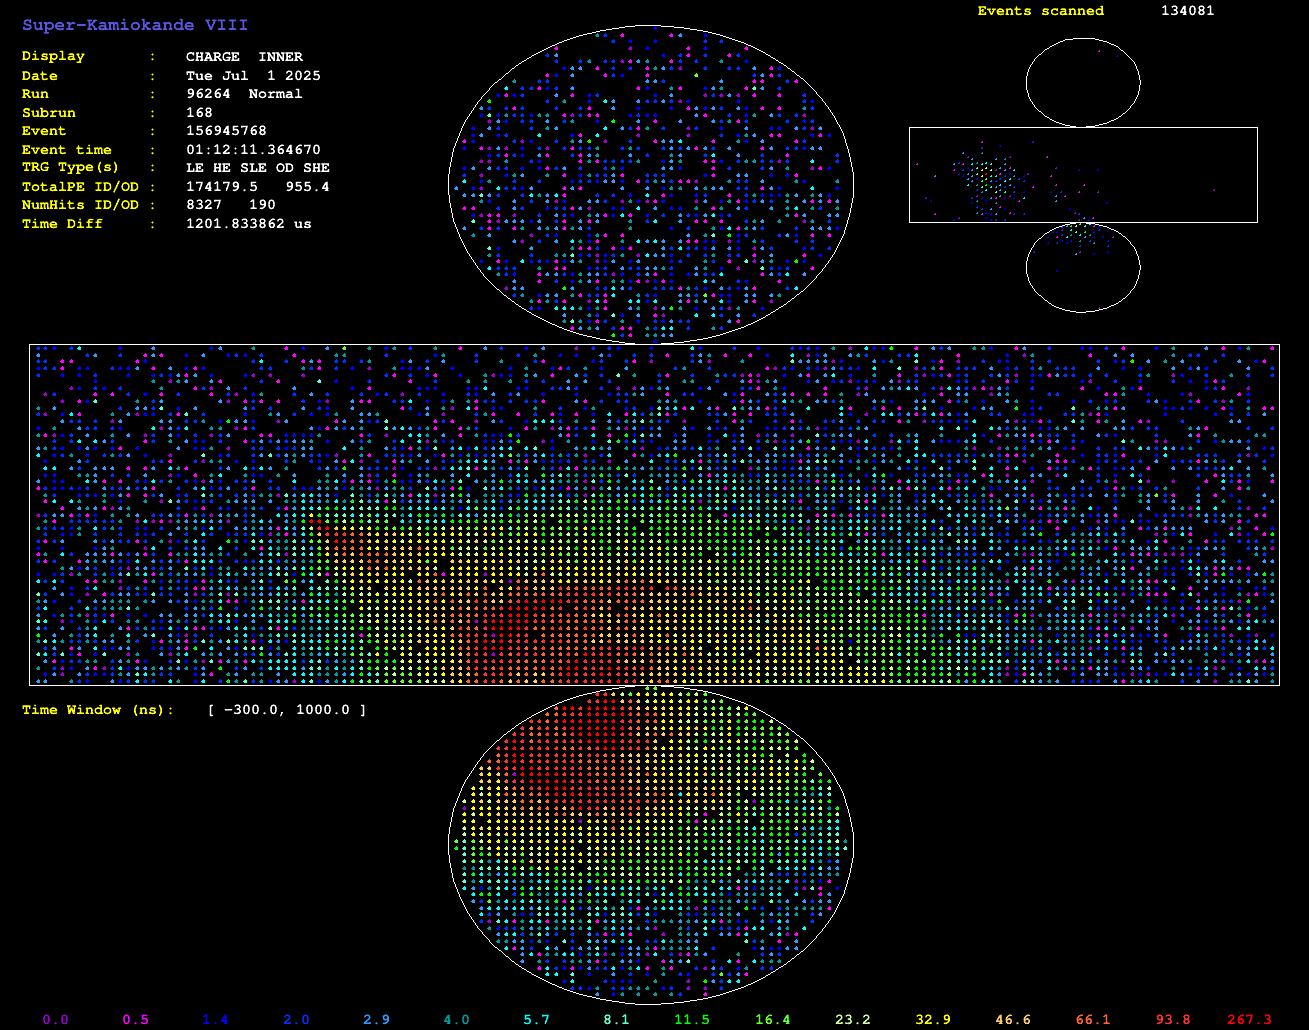 Super-Kamiokande VIII
Events scanned 134081
Display : CHARGE INNER
Date : Tue Jul 1 2025
Run : 96264 Normal
Subrun : 168
Event : 156945768
Event time : 01:12:11.364670
TRG Type(s) : LE HE SLE OD SHE
TotalPE ID/OD : 174179.5 955.4
NumHits ID/OD : 8327 190
Time Diff : 1201.833862 us
Time Window (ns): [ -300.0, 1000.0 ]
0.0 0.5 1.4 2.0 2.9 4.0 5.7 8.1 11.5 16.4 23.2 32.9 46.6 66.1 93.8 267.3